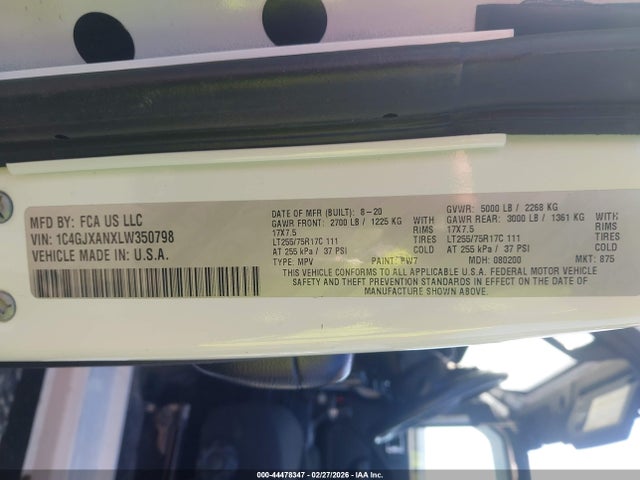 MFD BY: FCA US LLC
VIN: 1C4GJXANXLW350798
VEHICLE MADE IN: U.S.A.
DATE OF MFR (BUILT): 8-20
GAWR FRONT: 2700 LB / 1225 KG WITH
17X7.5 RIMS
LT255/75R17C 111 TIRES
AT 255 kPa / 37 PSI COLD
TYPE: MPV PAINT: PW7
GVWR: 5000 LB / 2268 KG
GAWR REAR: 3000 LB / 1361 KG WITH
17X7.5 RIMS
LT255/75R17C 111 TIRES
AT 255 kPa / 37 PSI COLD
MDH: 080200 MKT: 875
THIS VEHICLE CONFORMS TO ALL APPLICABLE U.S.A. FEDERAL MOTOR VEHICLE
SAFETY AND THEFT PREVENTION STANDARDS IN EFFECT ON THE DATE OF
MANUFACTURE SHOWN ABOVE.
000-44478347 - 02/27/2026 - IAA Inc.